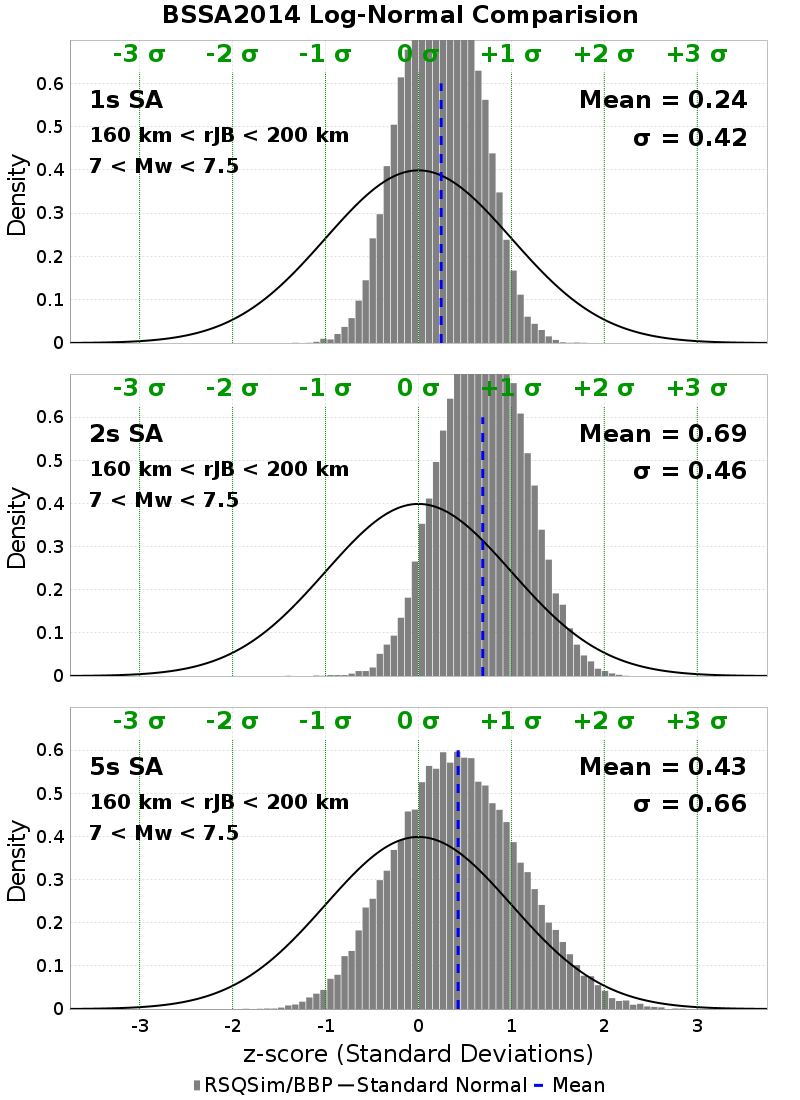 BSSA2014 Log-Normal Comparision
-3 σ -2 σ -1 σ 0 σ +1 σ +2 σ +3 σ
1s SA
160 km < rJB < 200 km
7 < Mw < 7.5
Mean = 0.24
σ = 0.42
Density
0.6
0.5
0.4
0.3
0.2
0.1
0
-3 σ -2 σ -1 σ 0 σ +1 σ +2 σ +3 σ
2s SA
160 km < rJB < 200 km
7 < Mw < 7.5
Mean = 0.69
σ = 0.46
Density
0.6
0.5
0.4
0.3
0.2
0.1
0
-3 σ -2 σ -1 σ 0 σ +1 σ +2 σ +3 σ
5s SA
160 km < rJB < 200 km
7 < Mw < 7.5
Mean = 0.43
σ = 0.66
Density
0.6
0.5
0.4
0.3
0.2
0.1
0
-3 -2 -1 0 1 2 3
z-score (Standard Deviations)
RSQSim/BBP Standard Normal Mean